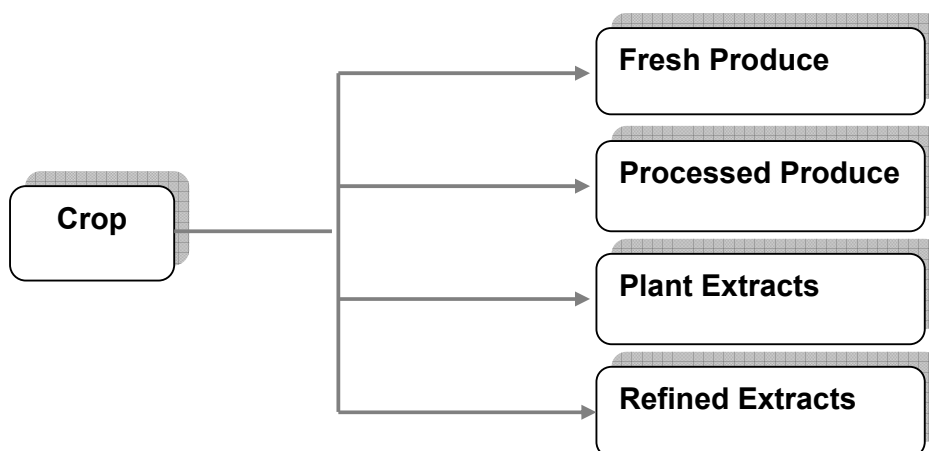 Fresh Produce
Processed Produce
Crop
Plant Extracts
Refined Extracts